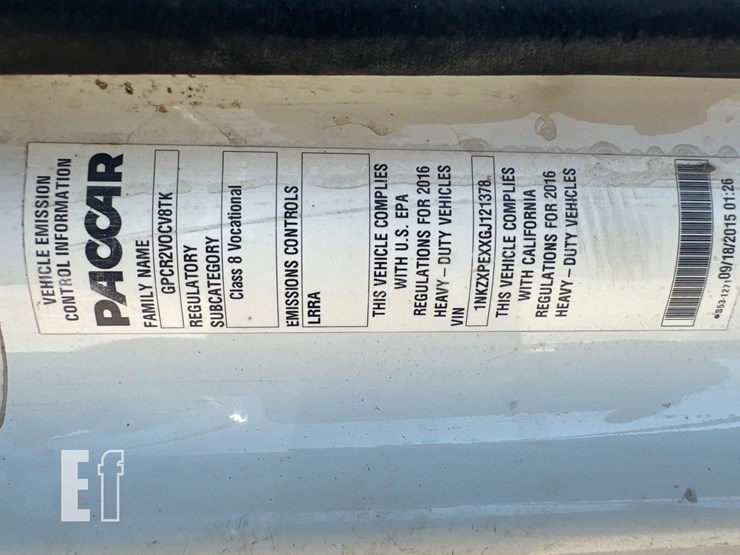 VEHICLE EMISSION
CONTROL INFORMATION
PACCAR
FAMILY NAME
GPCR2VOCV8TK
REGULATORY
SUBCATEGORY
Class 8 Vocational
EMISSIONS CONTROLS
LRRA
THIS VEHICLE COMPLIES
WITH U.S. EPA
REGULATIONS FOR 2016
HEAVY – DUTY VEHICLES
VIN
1NKZXPEXXGJ121378
THIS VEHICLE COMPLIES
WITH CALIFORNIA
REGULATIONS FOR 2016
HEAVY – DUTY VEHICLES
*S53-1271 09/18/2015 01:26
Ef